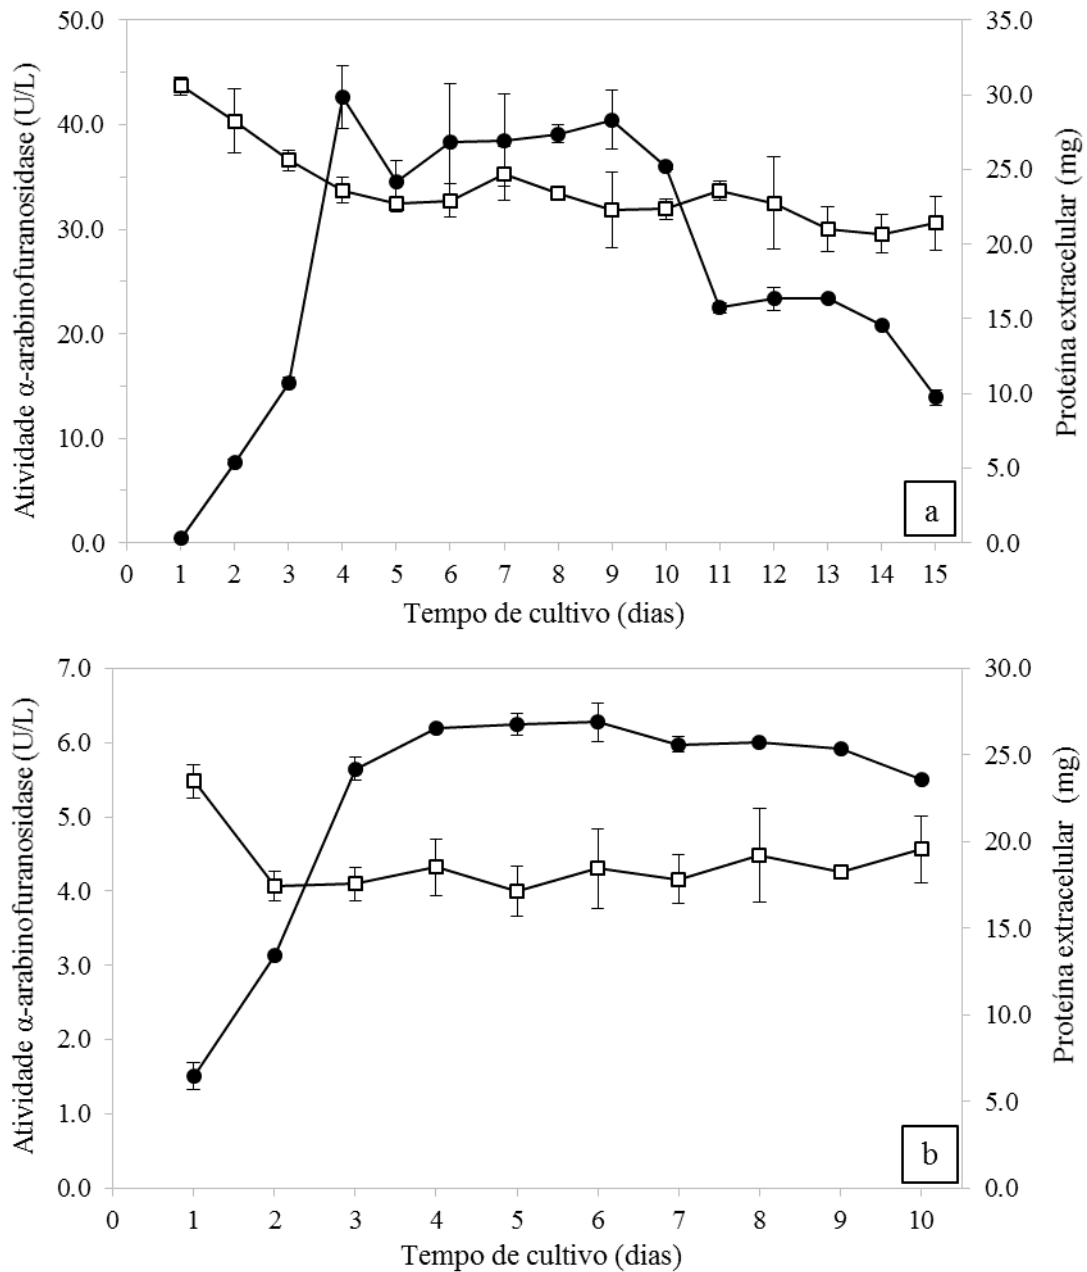 50.0
40.0
30.0
20.0
10.0
0.0
Atividade α-arabinofuranosidase (U/L)
35.0
30.0
25.0
20.0
15.0
10.0
5.0
0.0
Proteína extracelular (mg)
a
0 1 2 3 4 5 6 7 8 9 10 11 12 13 14 15
Tempo de cultivo (dias)
7.0
6.0
5.0
4.0
3.0
2.0
1.0
0.0
Atividade α-arabinofuranosidase (U/L)
30.0
25.0
20.0
15.0
10.0
5.0
0.0
Proteína extracelular (mg)
b
0 1 2 3 4 5 6 7 8 9 10
Tempo de cultivo (dias)